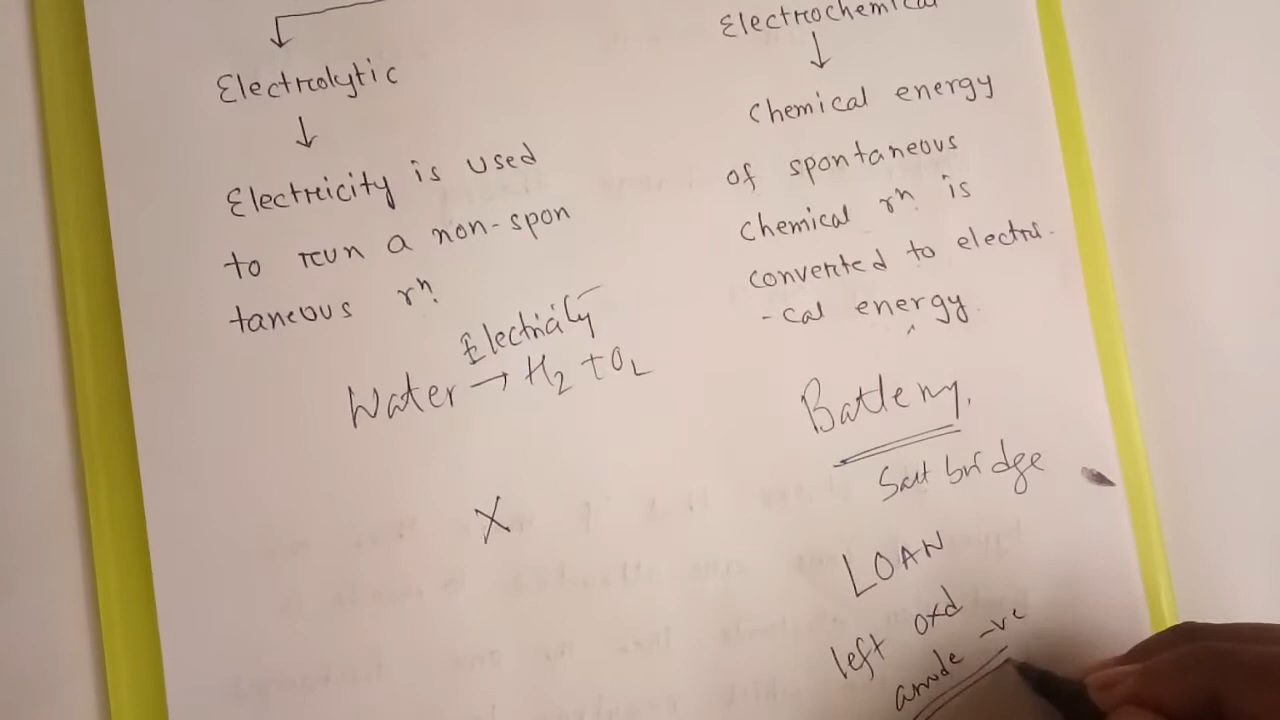 Electrolytic
Electricity is used
to run a non-spon
taneous rⁿ.
Electricity
Water → H2 + O2
X
Electrochemical
Chemical energy
of spontaneous
chemical rⁿ is
converted to electri-
-cal energy.
Battery.
Salt bridge
LOAN
left oxd
anode -ve